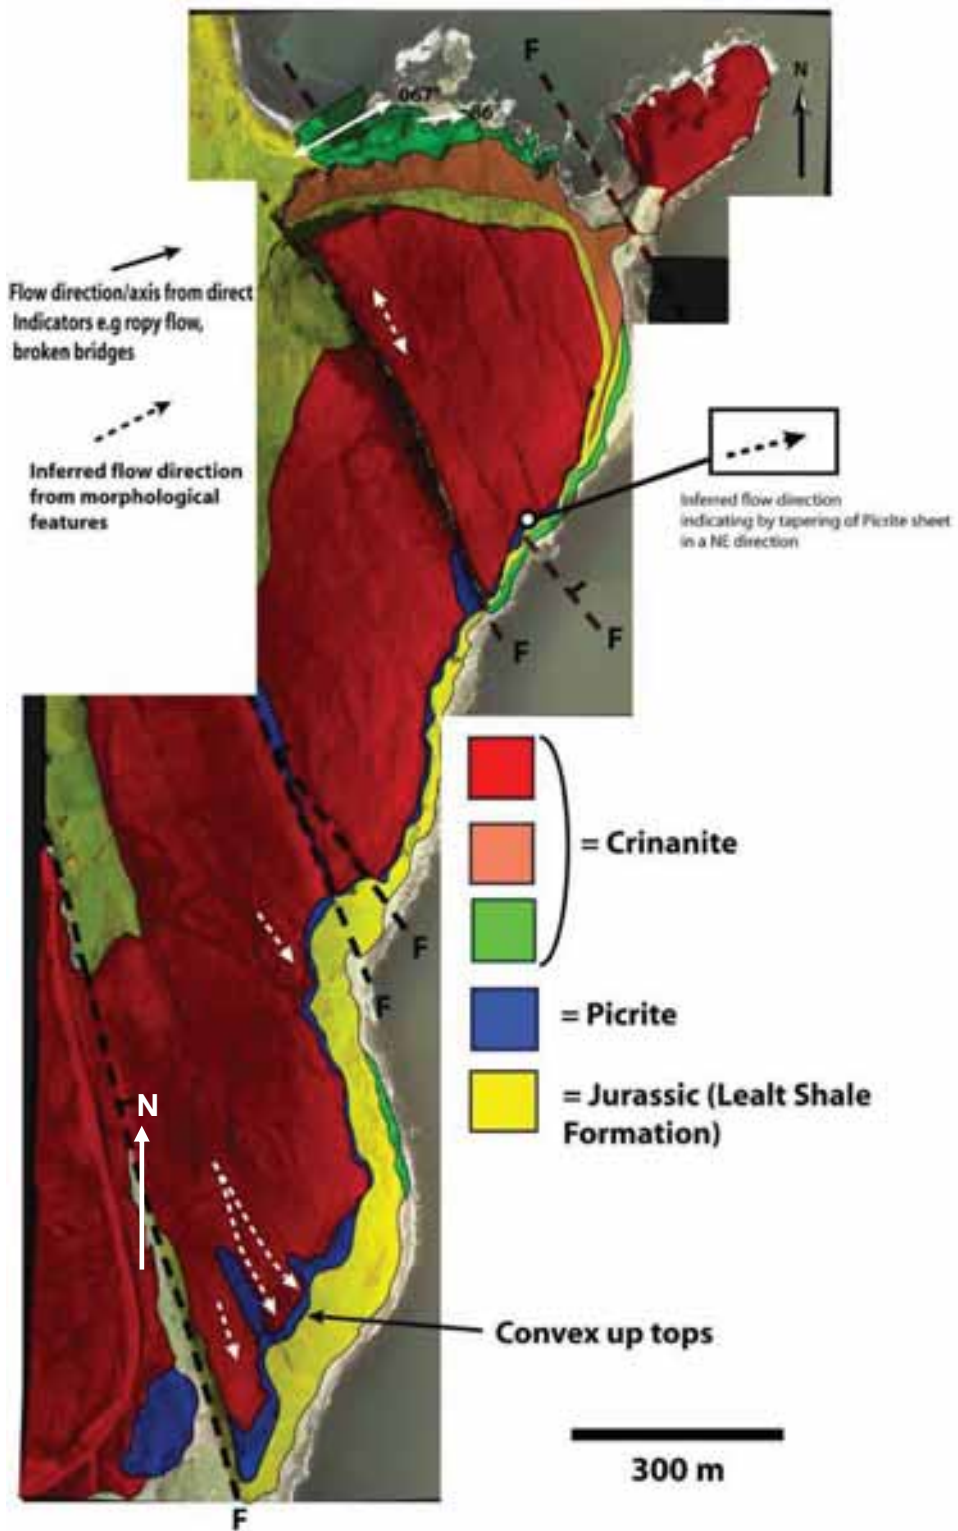 F
N
067°
Flow direction/axis from direct
Indicators e.g ropy flow,
broken bridges
Inferred flow direction
from morphological
features
Inferred flow direction
indicating by tapering of Picrite sheet
in a NE direction
F
F
= Crinanite
F
F
= Picrite
= Jurassic (Lealt Shale
Formation)
N
Convex up tops
300 m
F